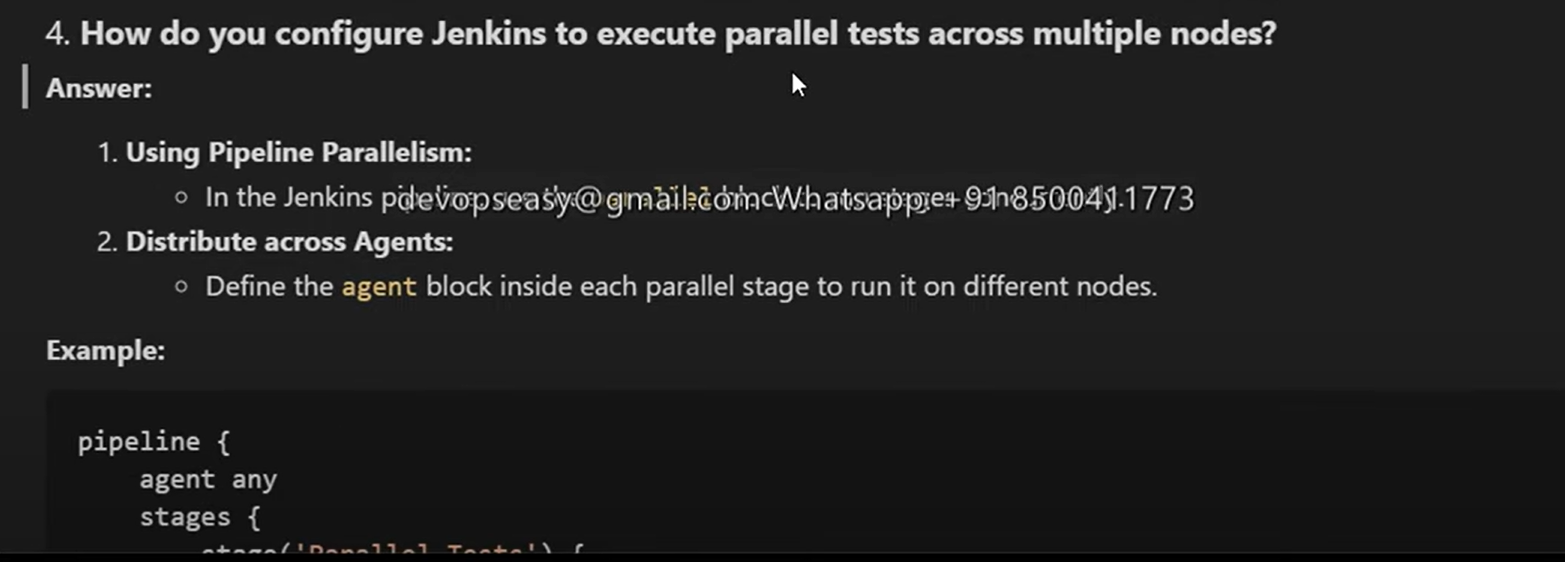 4. How do you configure Jenkins to execute parallel tests across multiple nodes?
Answer:
1. Using Pipeline Parallelism:
○ In the Jenkins
devopseasy@gmail.com Whatsapp: +91 8500411773
2. Distribute across Agents:
○ Define the agent block inside each parallel stage to run it on different nodes.
Example:
pipeline {
agent any
stages {
stage('Parallel Tests') {